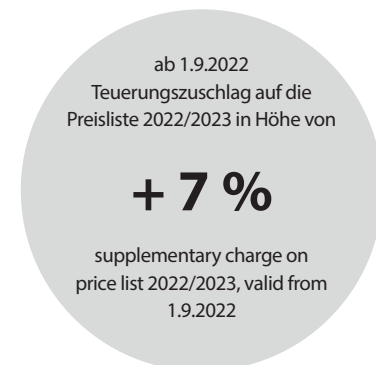 ab 1.9.2022
Teuerungszuschlag auf die
Preisliste 2022/2023 in Höhe von
+ 7 %
supplementary charge on
price list 2022/2023, valid from
1.9.2022